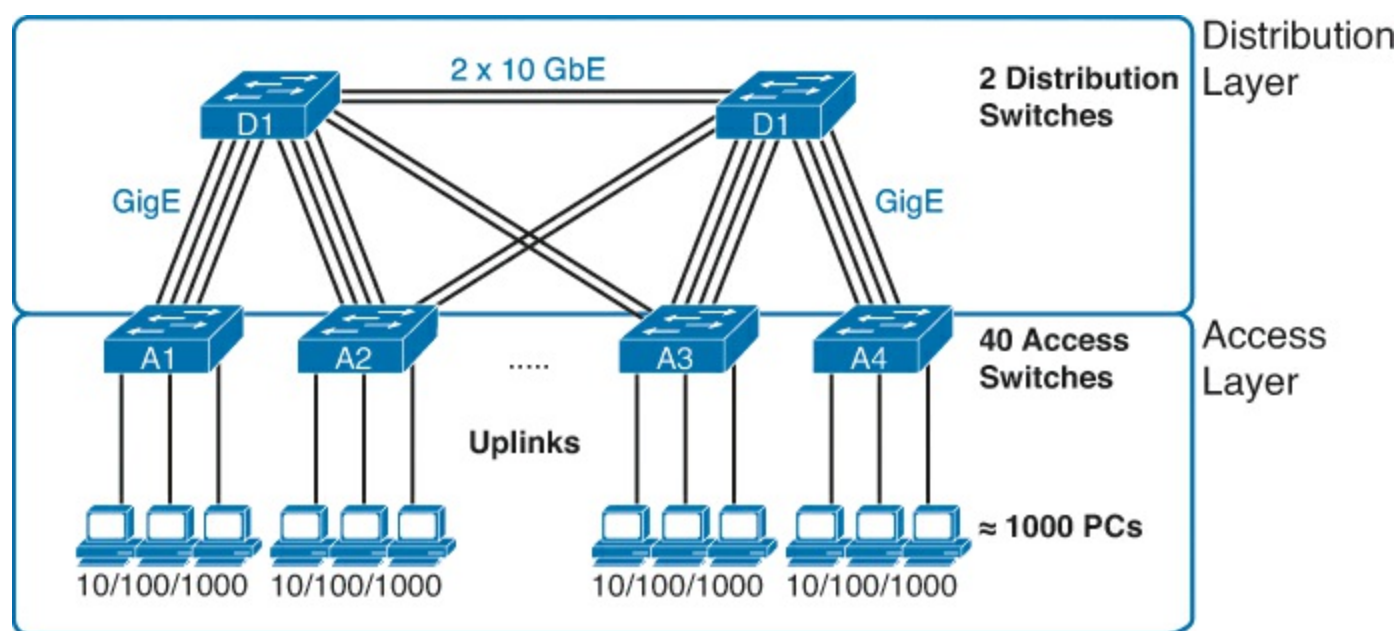 Distribution
Layer
2 x 10 GbE
2 Distribution
Switches
D1
D1
GigE
GigE
A1
A2
.....
A3
A4
40 Access
Switches
Access
Layer
Uplinks
≈ 1000 PCs
10/100/1000
10/100/1000
10/100/1000
10/100/1000